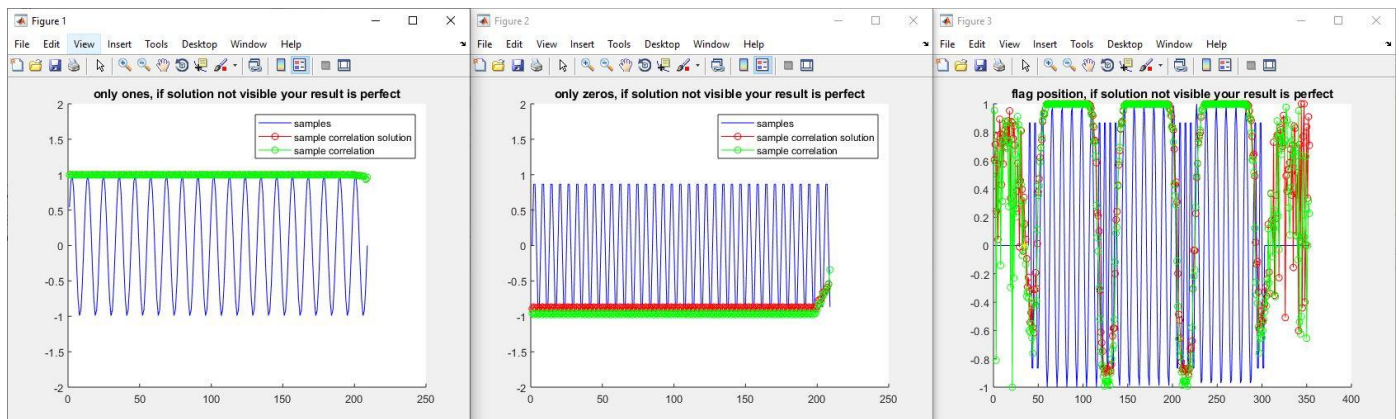 Figure 1
File Edit View Insert Tools Desktop Window Help
only ones, if solution not visible your result is perfect
samples
sample correlation solution
sample correlation
2
1.5
1
0.5
0
-0.5
-1
-1.5
-2
0 50 100 150 200 250
Figure 2
File Edit View Insert Tools Desktop Window Help
only zeros, if solution not visible your result is perfect
samples
sample correlation solution
sample correlation
2
1.5
1
0.5
0
-0.5
-1
-1.5
-2
0 50 100 150 200 250
Figure 3
File Edit View Insert Tools Desktop Window Help
flag position, if solution not visible your result is perfect
1
0.8
0.6
0.4
0.2
0
-0.2
-0.4
-0.6
-0.8
-1
0 50 100 150 200 250 300 350 400